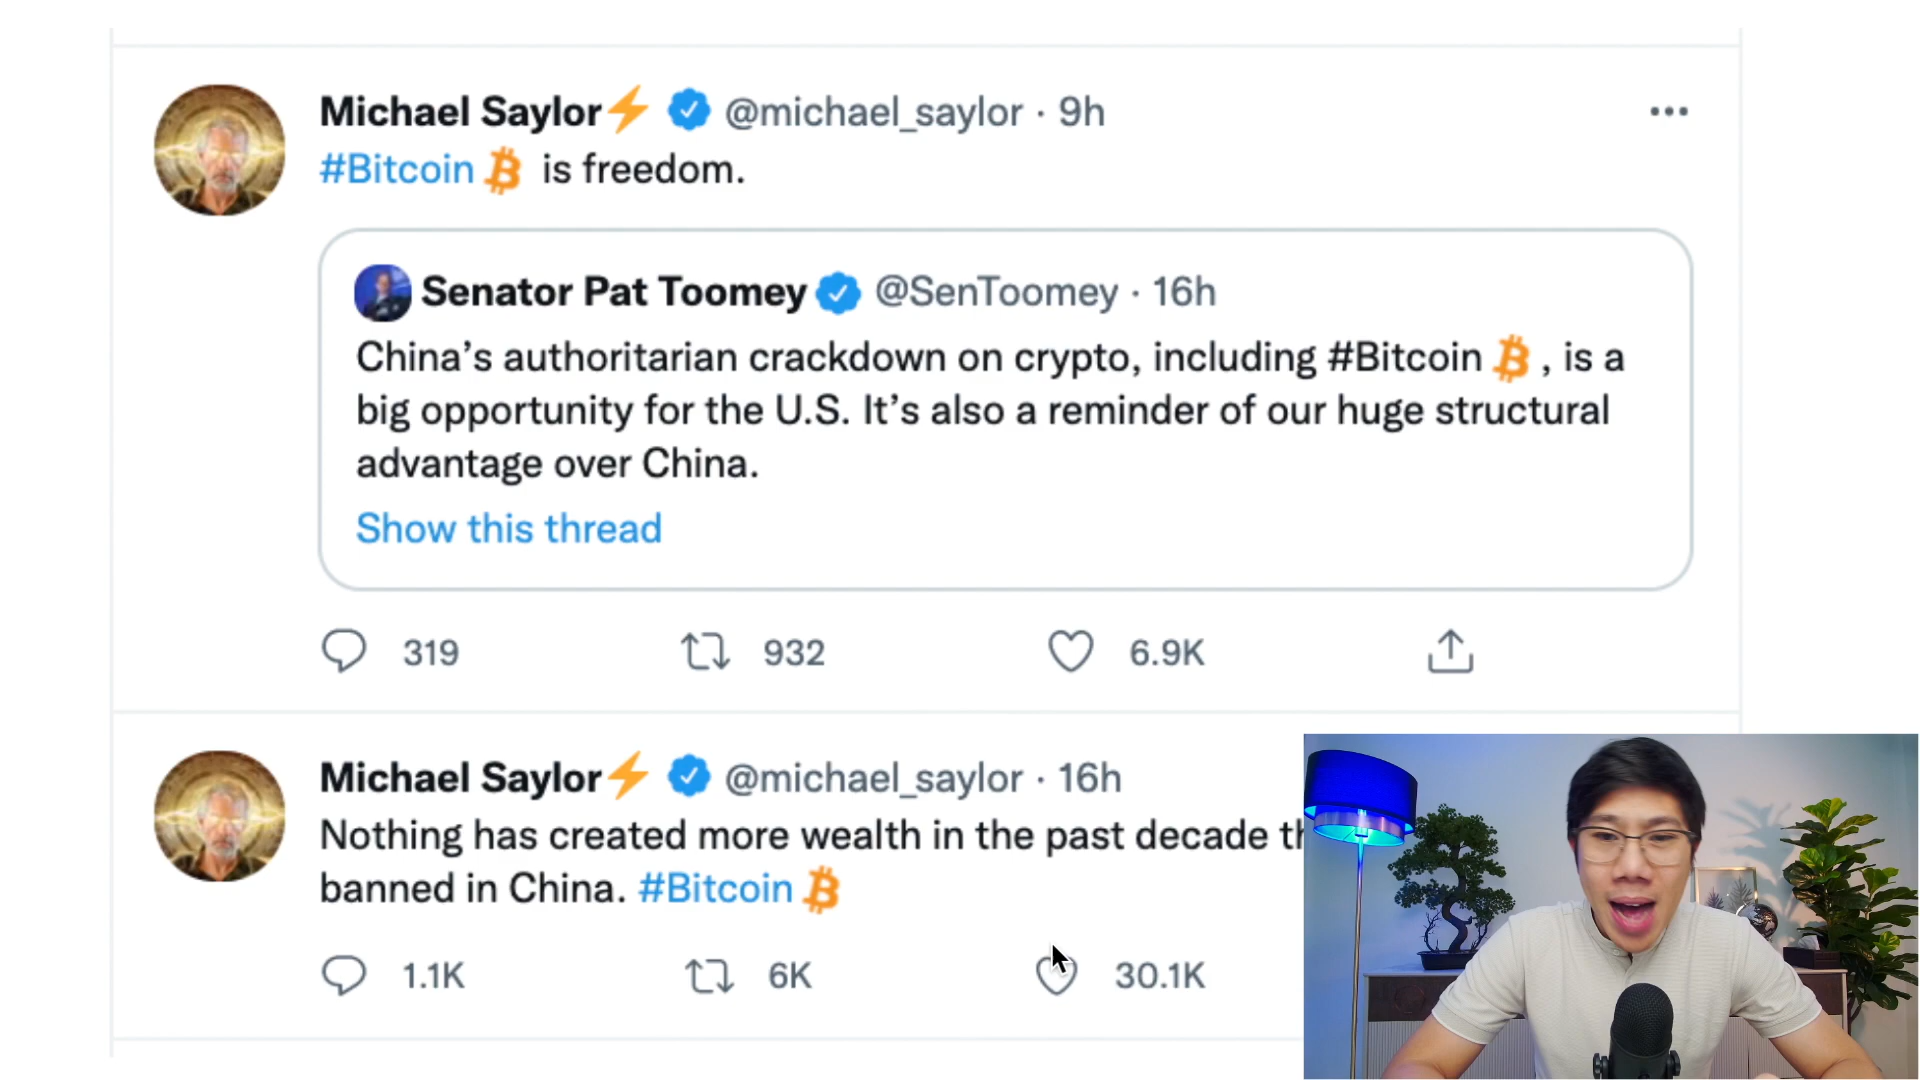 Michael Saylor⚡ @michael_saylor · 9h
#Bitcoin is freedom.
Senator Pat Toomey @SenToomey · 16h
China’s authoritarian crackdown on crypto, including #Bitcoin , is a
big opportunity for the U.S. It’s also a reminder of our huge structural
advantage over China.
Show this thread
319 932 6.9K
Michael Saylor⚡ @michael_saylor · 16h
Nothing has created more wealth in the past decade
banned in China. #Bitcoin
1.1K 6K 30.1K